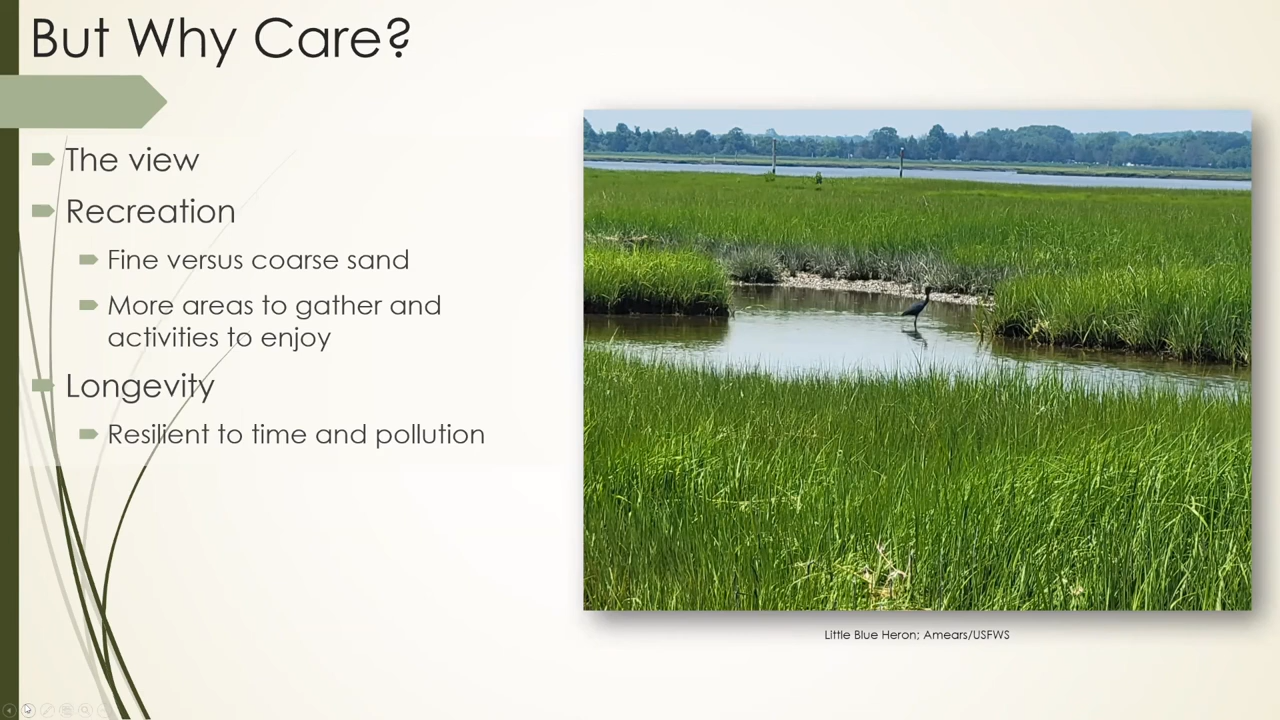 But Why Care?
The view
Recreation
Fine versus coarse sand
More areas to gather and
activities to enjoy
Longevity
Resilient to time and pollution
Little Blue Heron; Amears/USFWS